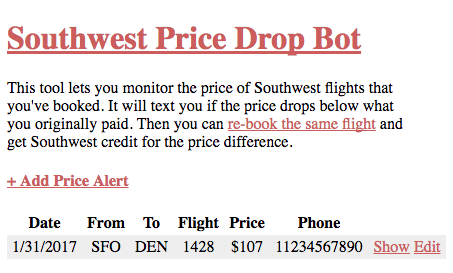 Southwest Price Drop Bot
This tool lets you monitor the price of Southwest flights that
you've booked. It will text you if the price drops below what
you originally paid. Then you can re-book the same flight and
get Southwest credit for the price difference.
+ Add Price Alert
Date From To Flight Price Phone
1/31/2017 SFO DEN 1428 $107 11234567890 Show Edit